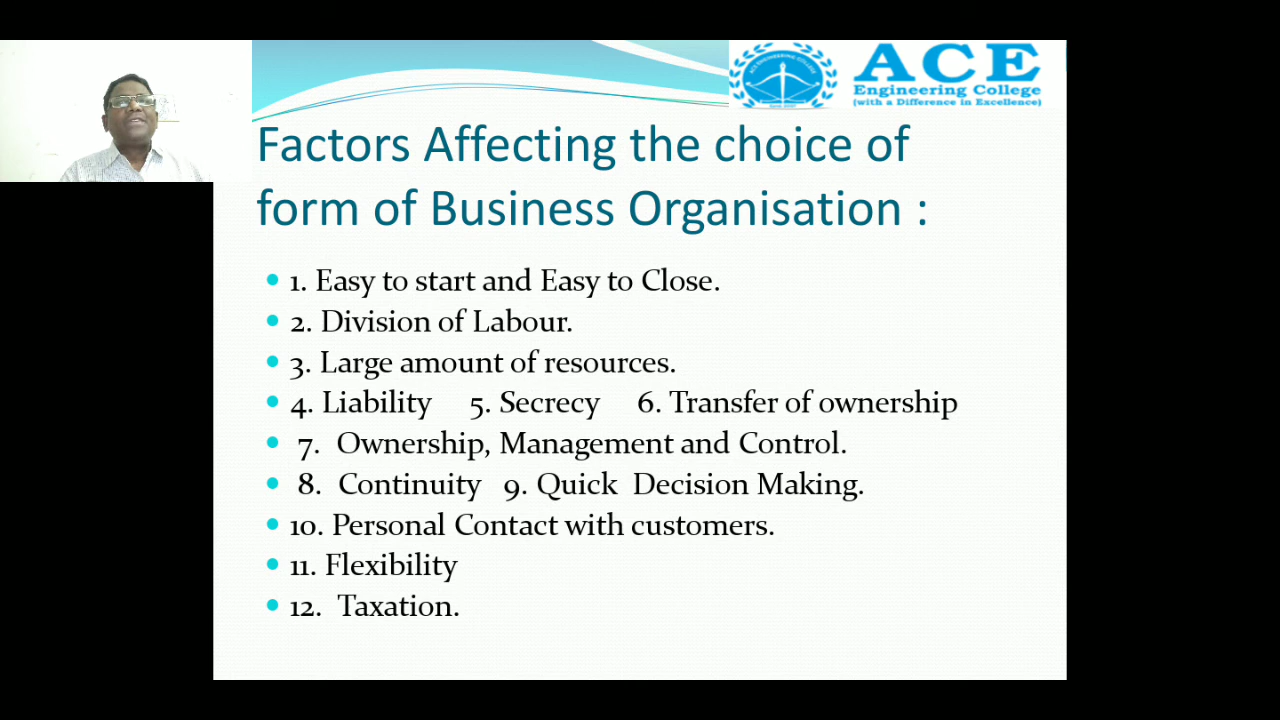 ACE
Engineering College
(with a Difference in Excellence)
Factors Affecting the choice of
form of Business Organisation :
1. Easy to start and Easy to Close.
2. Division of Labour.
3. Large amount of resources.
4. Liability 5. Secrecy 6. Transfer of ownership
7. Ownership, Management and Control.
8. Continuity 9. Quick Decision Making.
10. Personal Contact with customers.
11. Flexibility
12. Taxation.